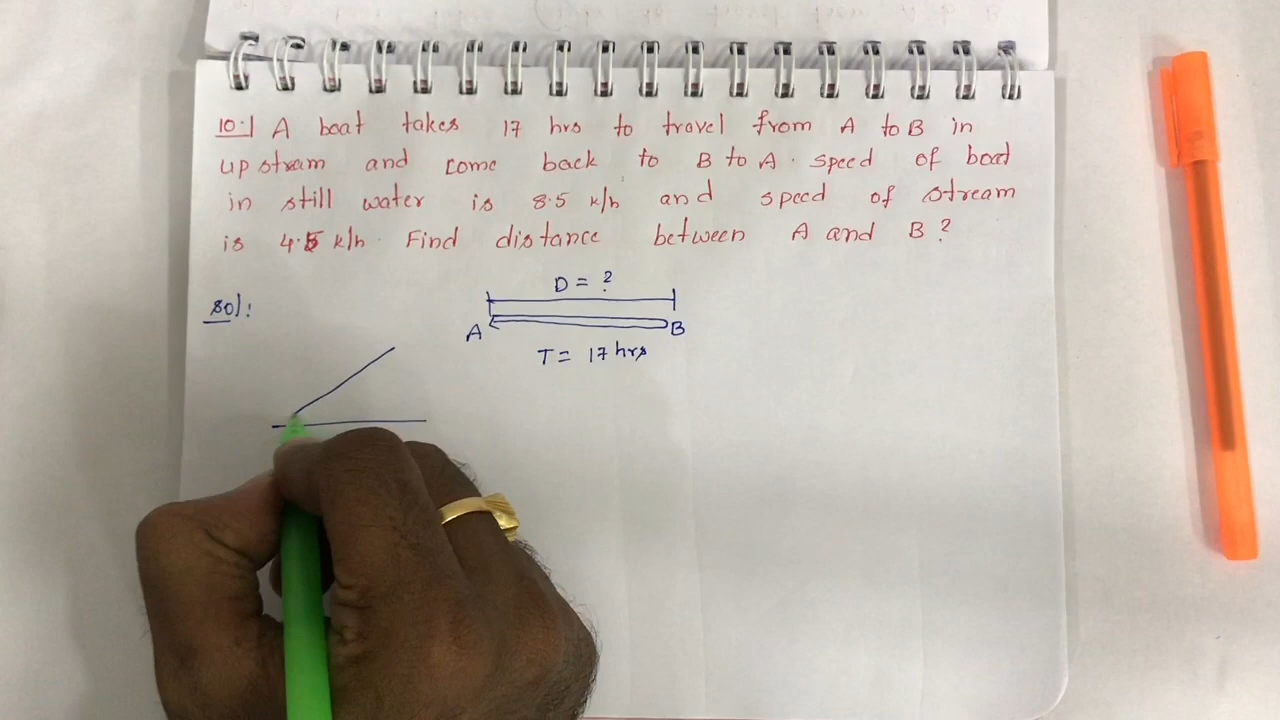 10.) A boat takes 17 hrs to travel from A to B in
upstram and come back to B to A. Speed of boat
in still water is 8.5 k/h and speed of stream
is 4.5 k/h. Find distance between A and B?
Sol:
D = ?
A B
T = 17 hrs